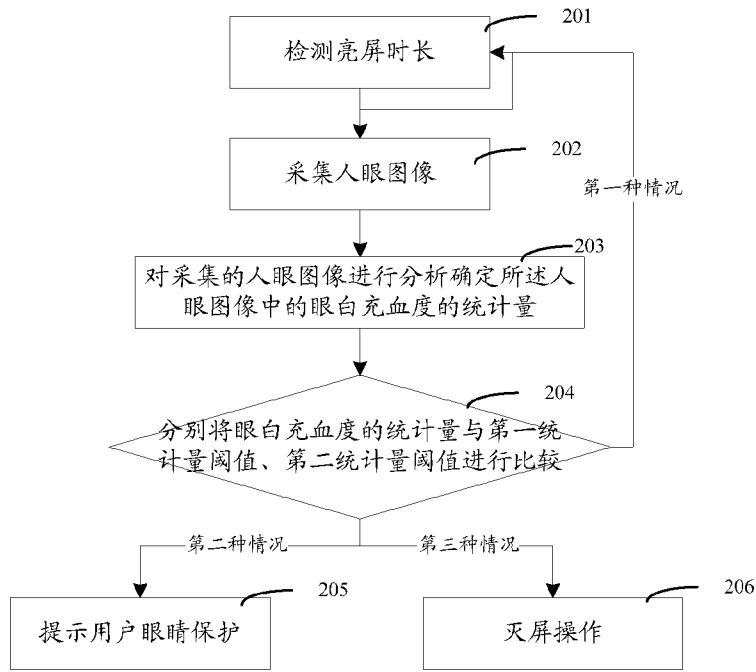 201
检测亮屏时长
202
采集人眼图像
第一种情况
203
对采集的人眼图像进行分析确定所述人
眼图像中的眼白充血度的统计量
204
分别将眼白充血度的统计量与第一统
计量阈值、第二统计量阈值进行比较
第二种情况
第三种情况
205
206
提示用户眼睛保护
灭屏操作